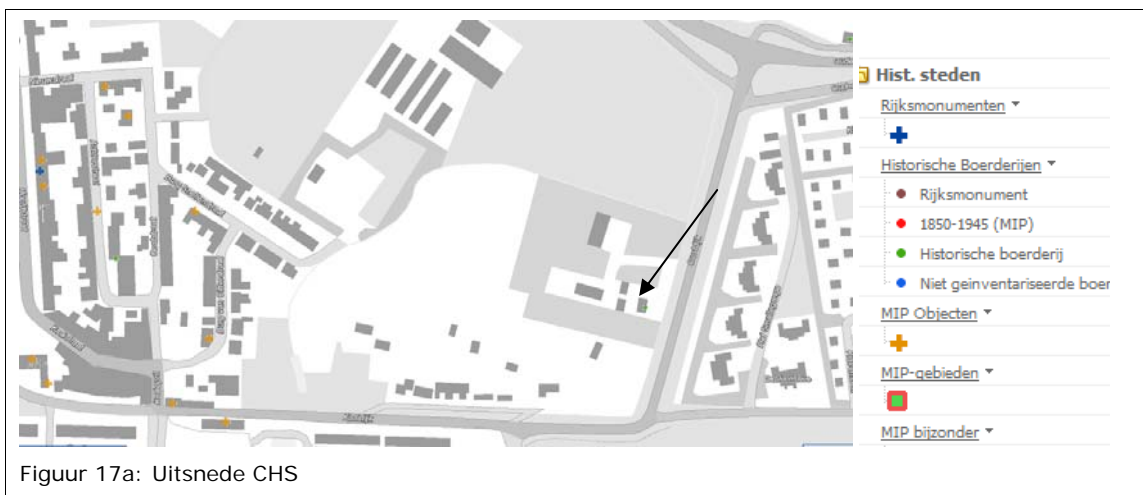 Hist. steden
Rijksmonumenten
Historische Boerderijen
Rijksmonument
1850-1945 (MIP)
Historische boerderij
Niet geinventariseerde boer
MIP Objecten
MIP-gebieden
MIP bijzonder
Figuur 17a: Uitsnede CHS